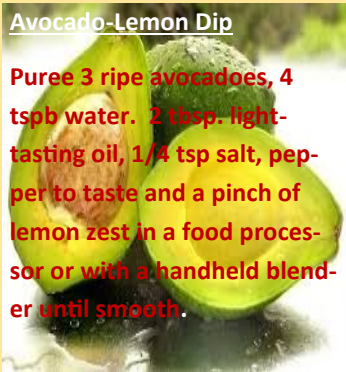 Avocado-Lemon Dip
Puree 3 ripe avocadoes, 4
tspb water.  2 tbsp. light-
tasting oil, 1/4 tsp salt, pep-
per to taste and a pinch of
lemon zest in a food proces-
sor or with a handheld blend-
er until smooth.